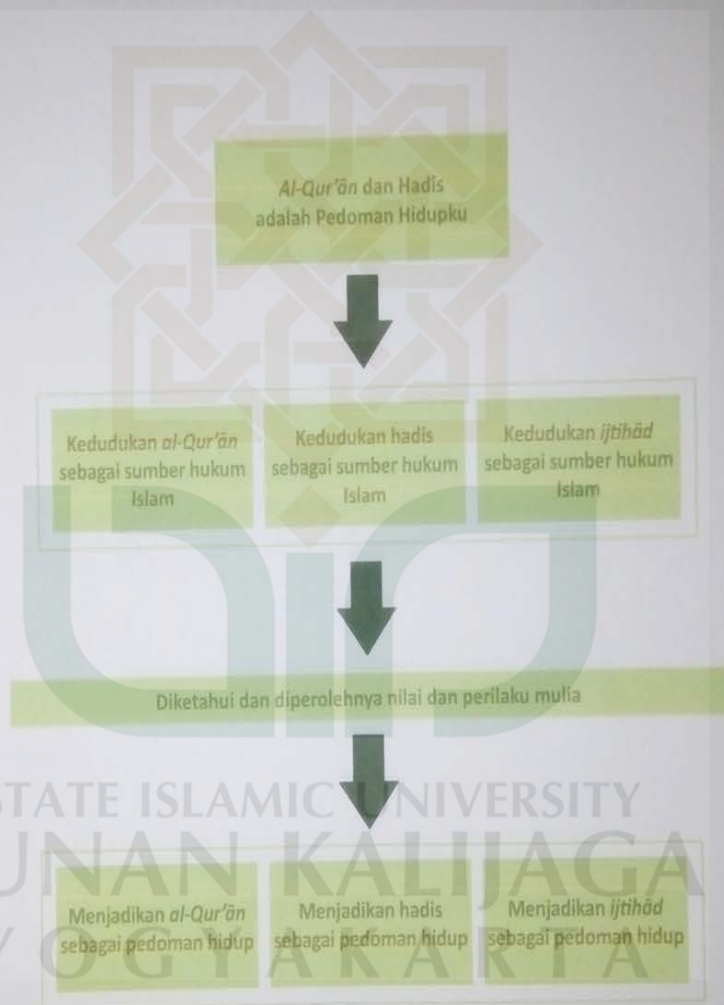 Al-Qur'ān dan Hadis
adalah Pedoman Hidupku
Kedudukan al-Qur'ān
sebagai sumber hukum
Islam
Kedudukan hadis
sebagai sumber hukum
Islam
Kedudukan ijtihād
sebagai sumber hukum
Islam
Diketahui dan diperolehnya nilai dan perilaku mulia
STATE ISLAMIC UNIVERSITY
SUNAN KALIJAGA
YOGYAKARTA
Menjadikan al-Qur'ān
sebagai pedoman hidup
Menjadikan hadis
sebagai pedoman hidup
Menjadikan ijtihād
sebagai pedoman hidup